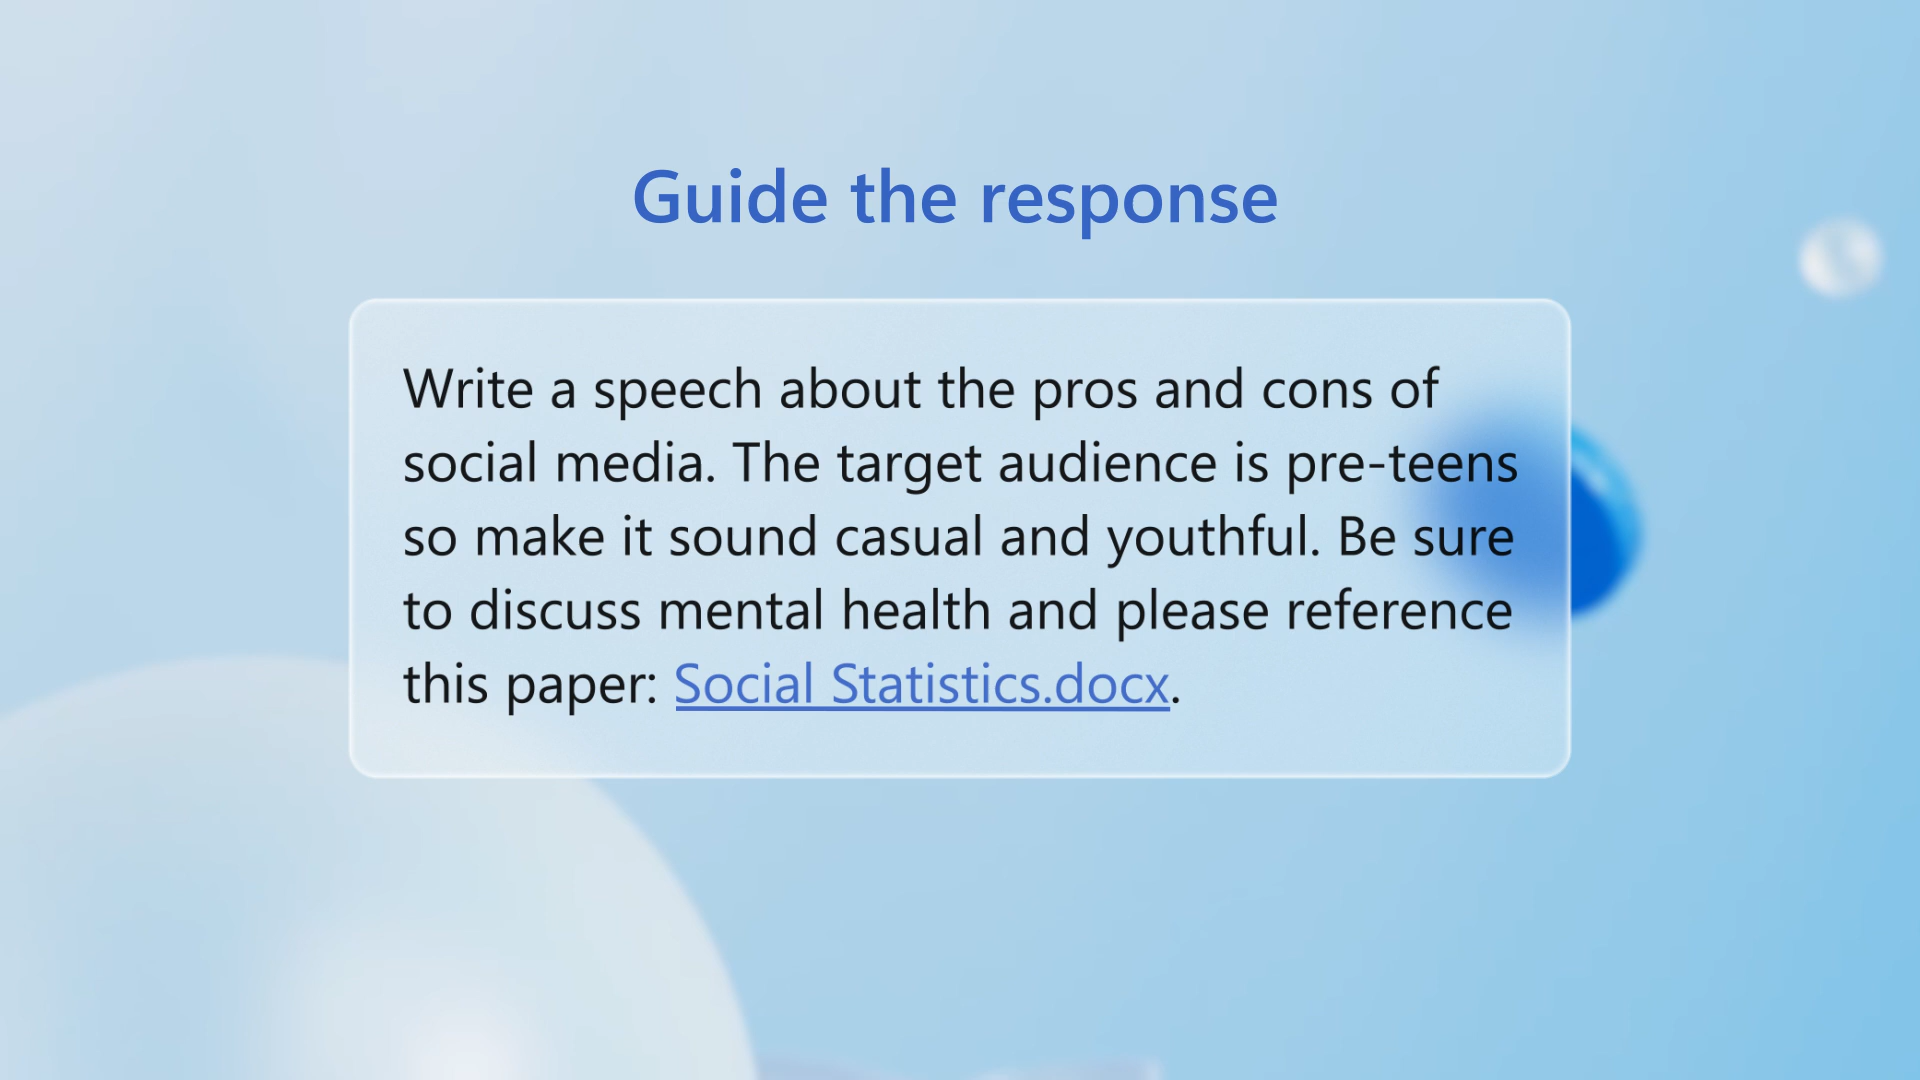 Guide the response
Write a speech about the pros and cons of
social media. The target audience is pre-teens
so make it sound casual and youthful. Be sure
to discuss mental health and please reference
this paper: Social Statistics.docx.